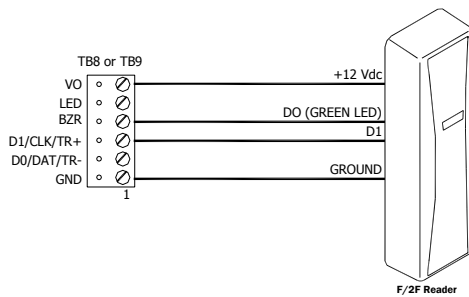 TB8 or TB9
VO
+12 Vdc
LED
BZR
DO (GREEN LED)
D1/CLK/TR+
D1
D0/DAT/TR-
GND
GROUND
1
F/2F Reader